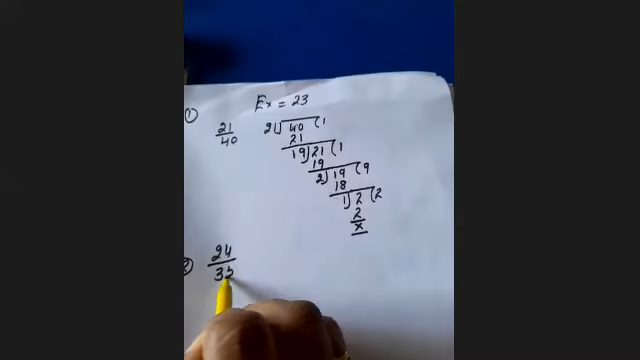 Ex = 23
① 21/40 21) 40 (1
21
19) 21 (1
19
2) 19 (9
18
1) 2 (2
2
x
② 24/35